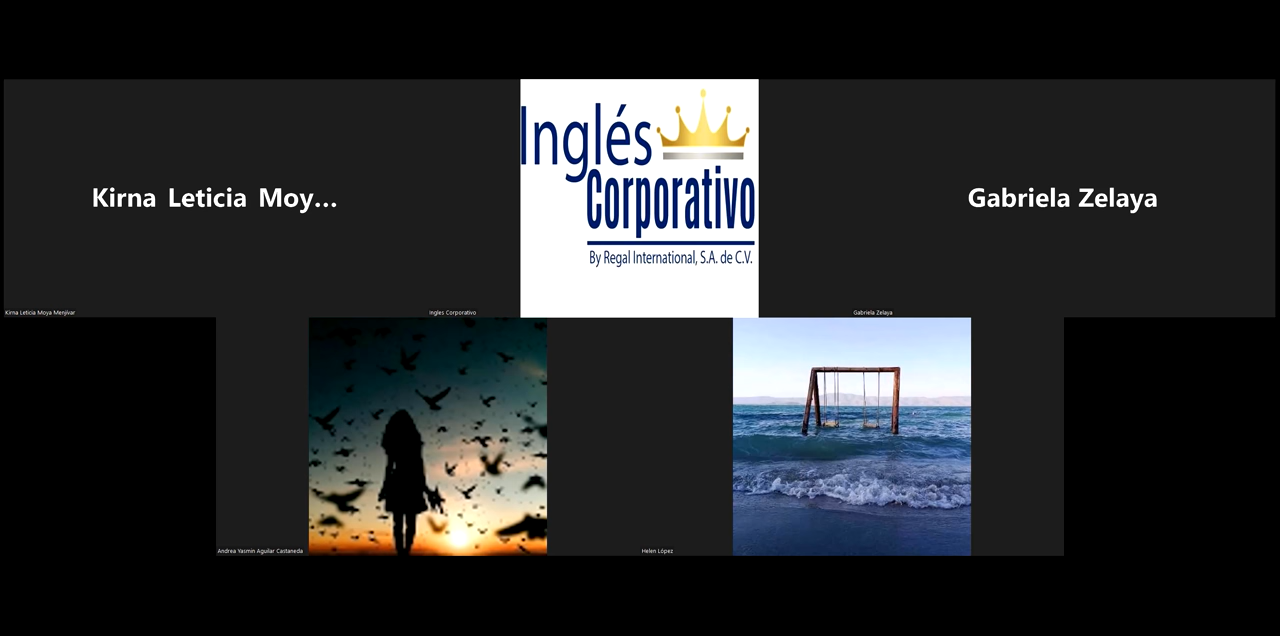 Kirna Leticia Moy...
Inglés
Corporativo
By Regal International, S.A. de C.V.
Gabriela Zelaya
Kirna Leticia Moya Menjívar
Ingles Corporativo
Gabriela Zelaya
Andrea Yasmin Aguilar Castaneda
Helen López